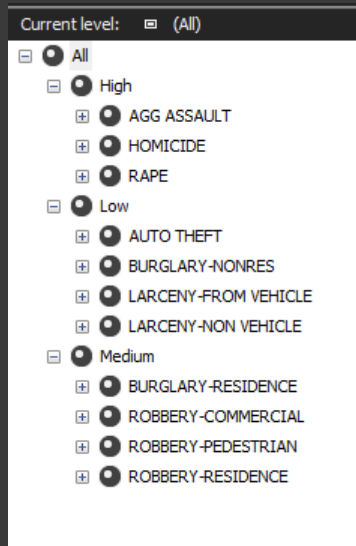 Current level: (All)
All
High
AGG ASSAULT
HOMICIDE
RAPE
Low
AUTO THEFT
BURGLARY-NONRES
LARCENY-FROM VEHICLE
LARCENY-NON VEHICLE
Medium
BURGLARY-RESIDENCE
ROBBERY-COMMERCIAL
ROBBERY-PEDESTRIAN
ROBBERY-RESIDENCE